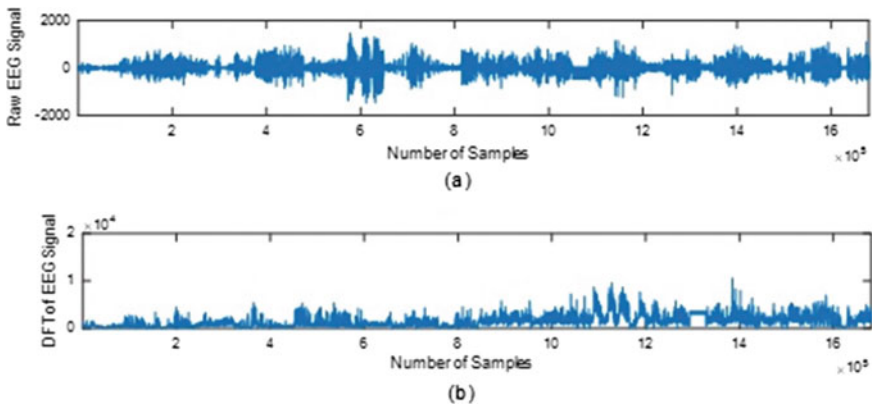 Raw EEG Signal
2000
0
-2000
2 4 6 8 10 12 14 16
Number of Samples
× 10⁵
(a)
DFT of EEG Signal
× 10⁴
2
1
0
2 4 6 8 10 12 14 16
Number of Samples
× 10⁵
(b)